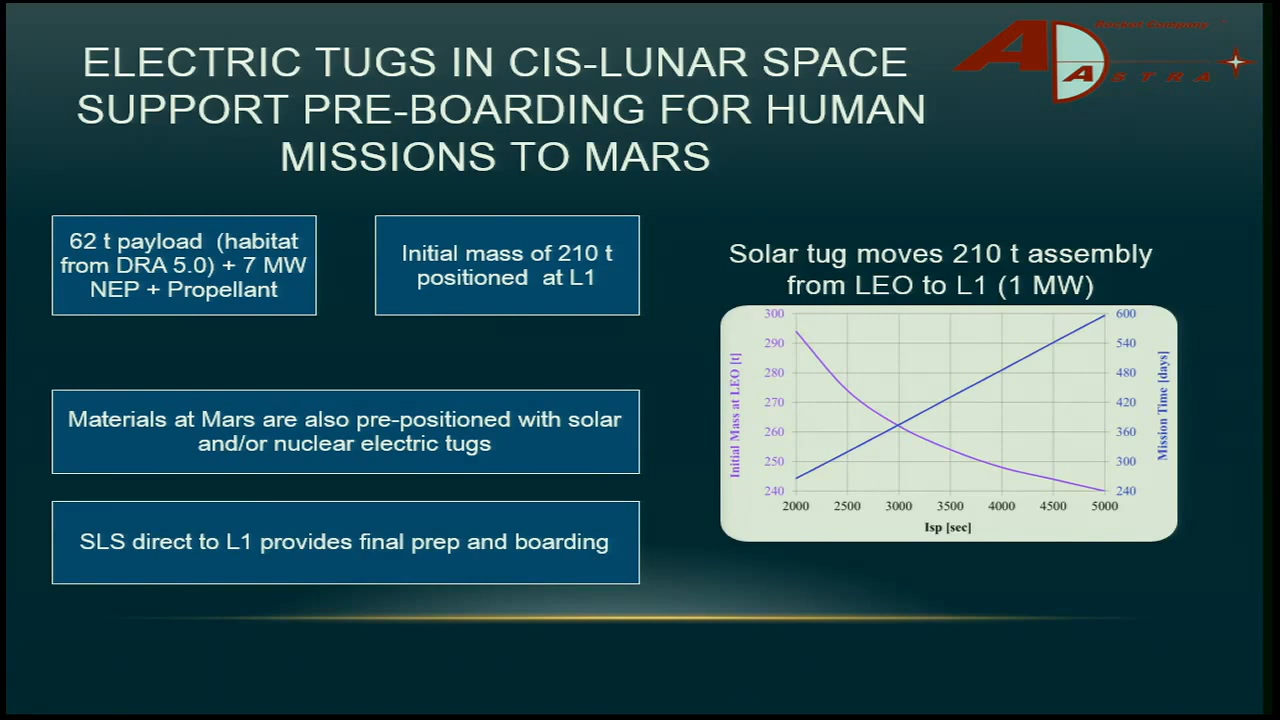 ELECTRIC TUGS IN CIS-LUNAR SPACE
SUPPORT PRE-BOARDING FOR HUMAN
MISSIONS TO MARS
AD
ASTRA
62 t payload (habitat
from DRA 5.0) + 7 MW
NEP + Propellant
Initial mass of 210 t
positioned at L1
Materials at Mars are also pre-positioned with solar
and/or nuclear electric tugs
SLS direct to L1 provides final prep and boarding
Solar tug moves 210 t assembly
from LEO to L1 (1 MW)
Initial Mass at LEO [t]
300
290
280
270
260
250
240
600
540
480
420
360
300
240
Mission Time [days]
2000 2500 3000 3500 4000 4500 5000
Isp [sec]